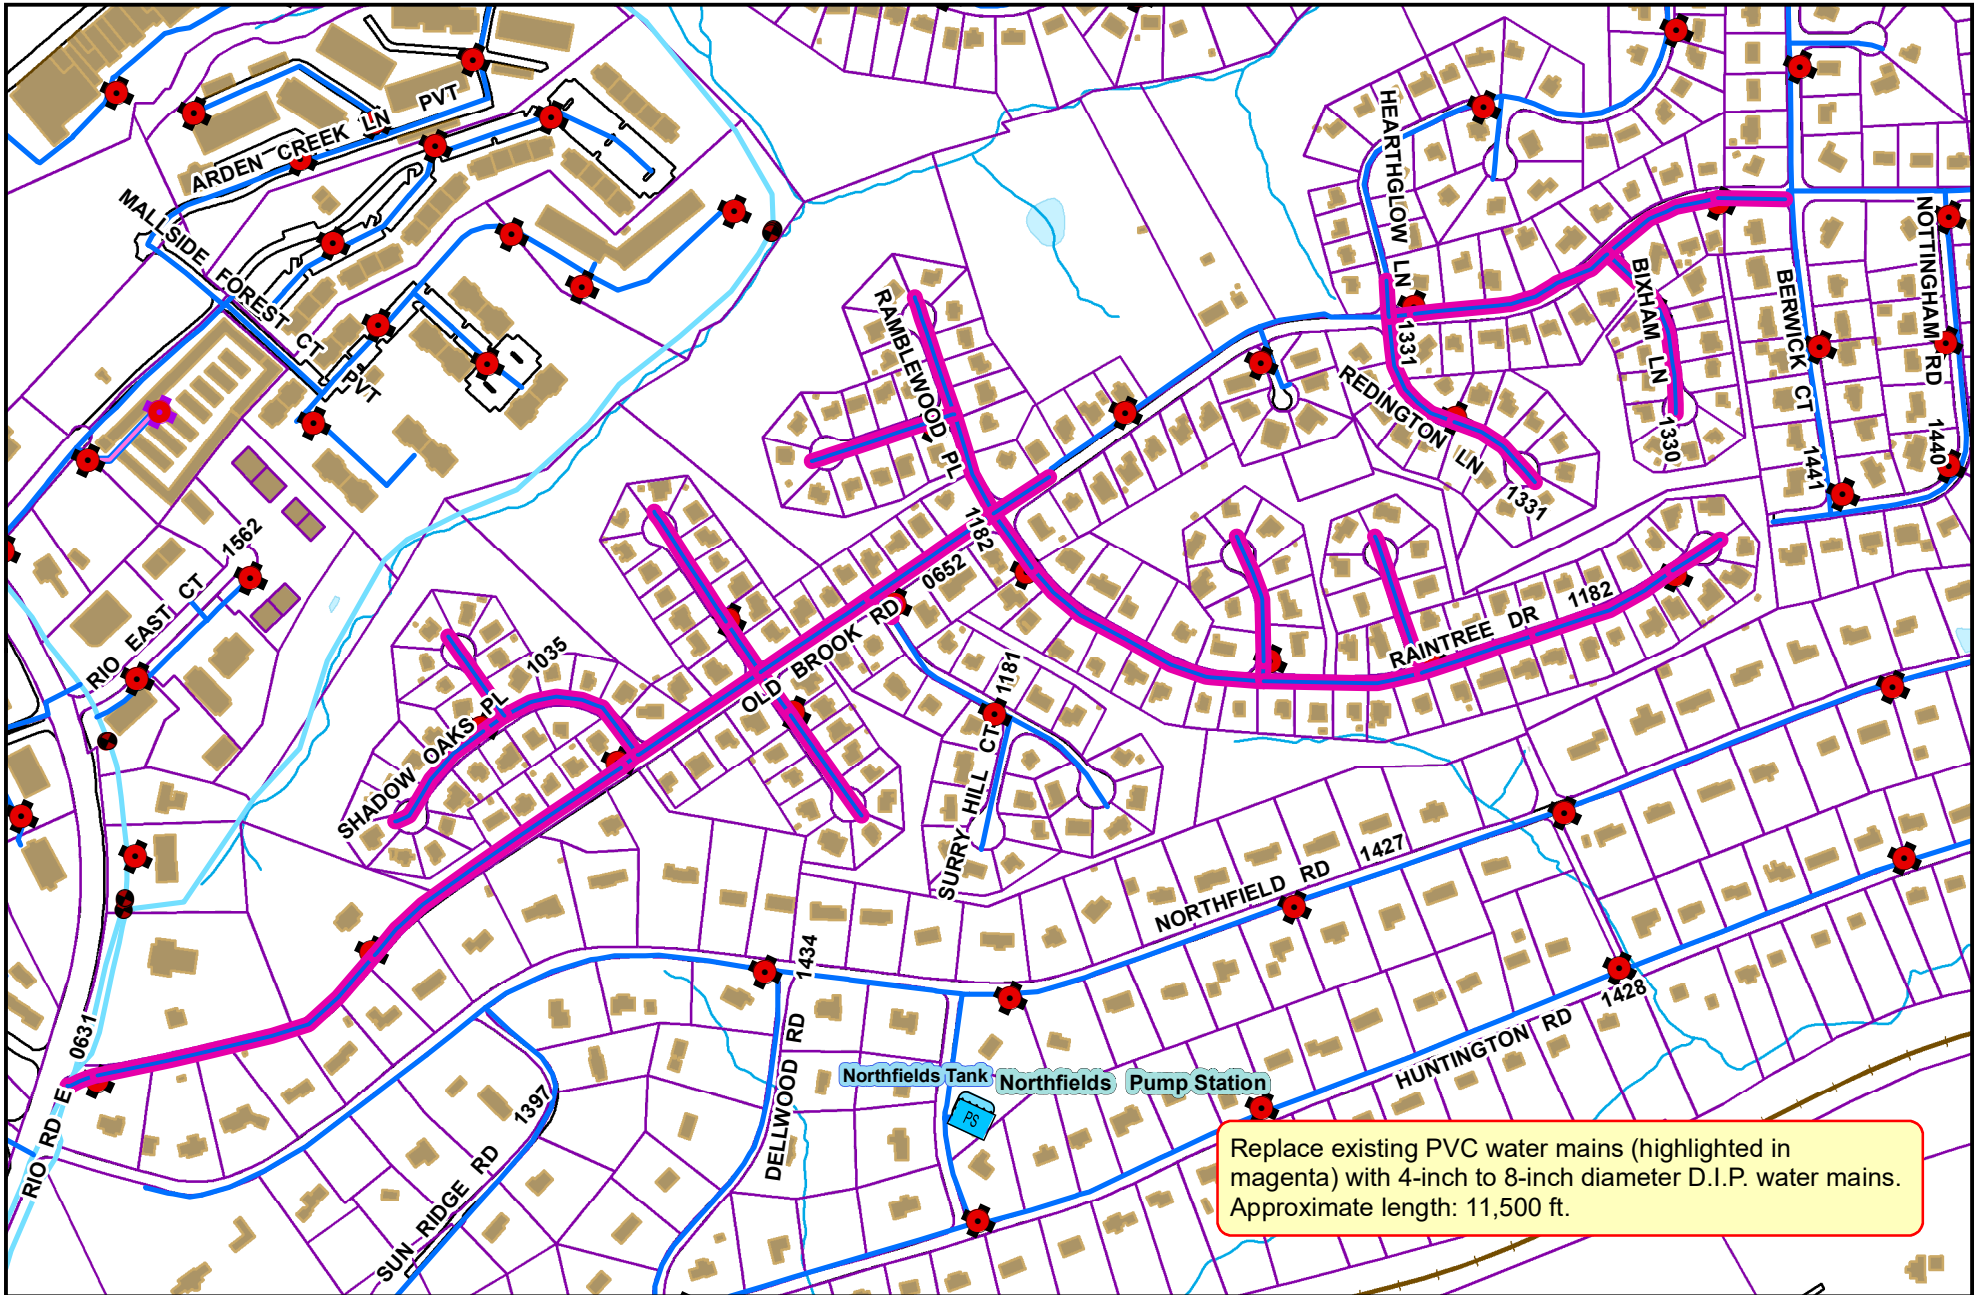 ARDEN CREEK LN PVT
MALLSIDE FOREST CT PVT
HEARTHGLOW LN
1331
NOTTINGHAM RD
1440
BIXHAM LN
1330
BERWICK CT
1441
RAMBLEWOOD PL
1182
REDINGTON LN
1331
RIO EAST CT 1562
0652
OLD BROOK RD
RAINTREE DR 1182
SHADOW OAKS PL 1035
SURRY HILL CT 1181
NORTHFIELD RD 1427
1434
DELLWOOD RD
HUNTINGTON RD
1428
RIO RD E 0631
SUN RIDGE RD 1397
Northfields Tank
Northfields Pump Station
PS
Replace existing PVC water mains (highlighted in
magenta) with 4-inch to 8-inch diameter D.I.P. water mains.
Approximate length: 11,500 ft.